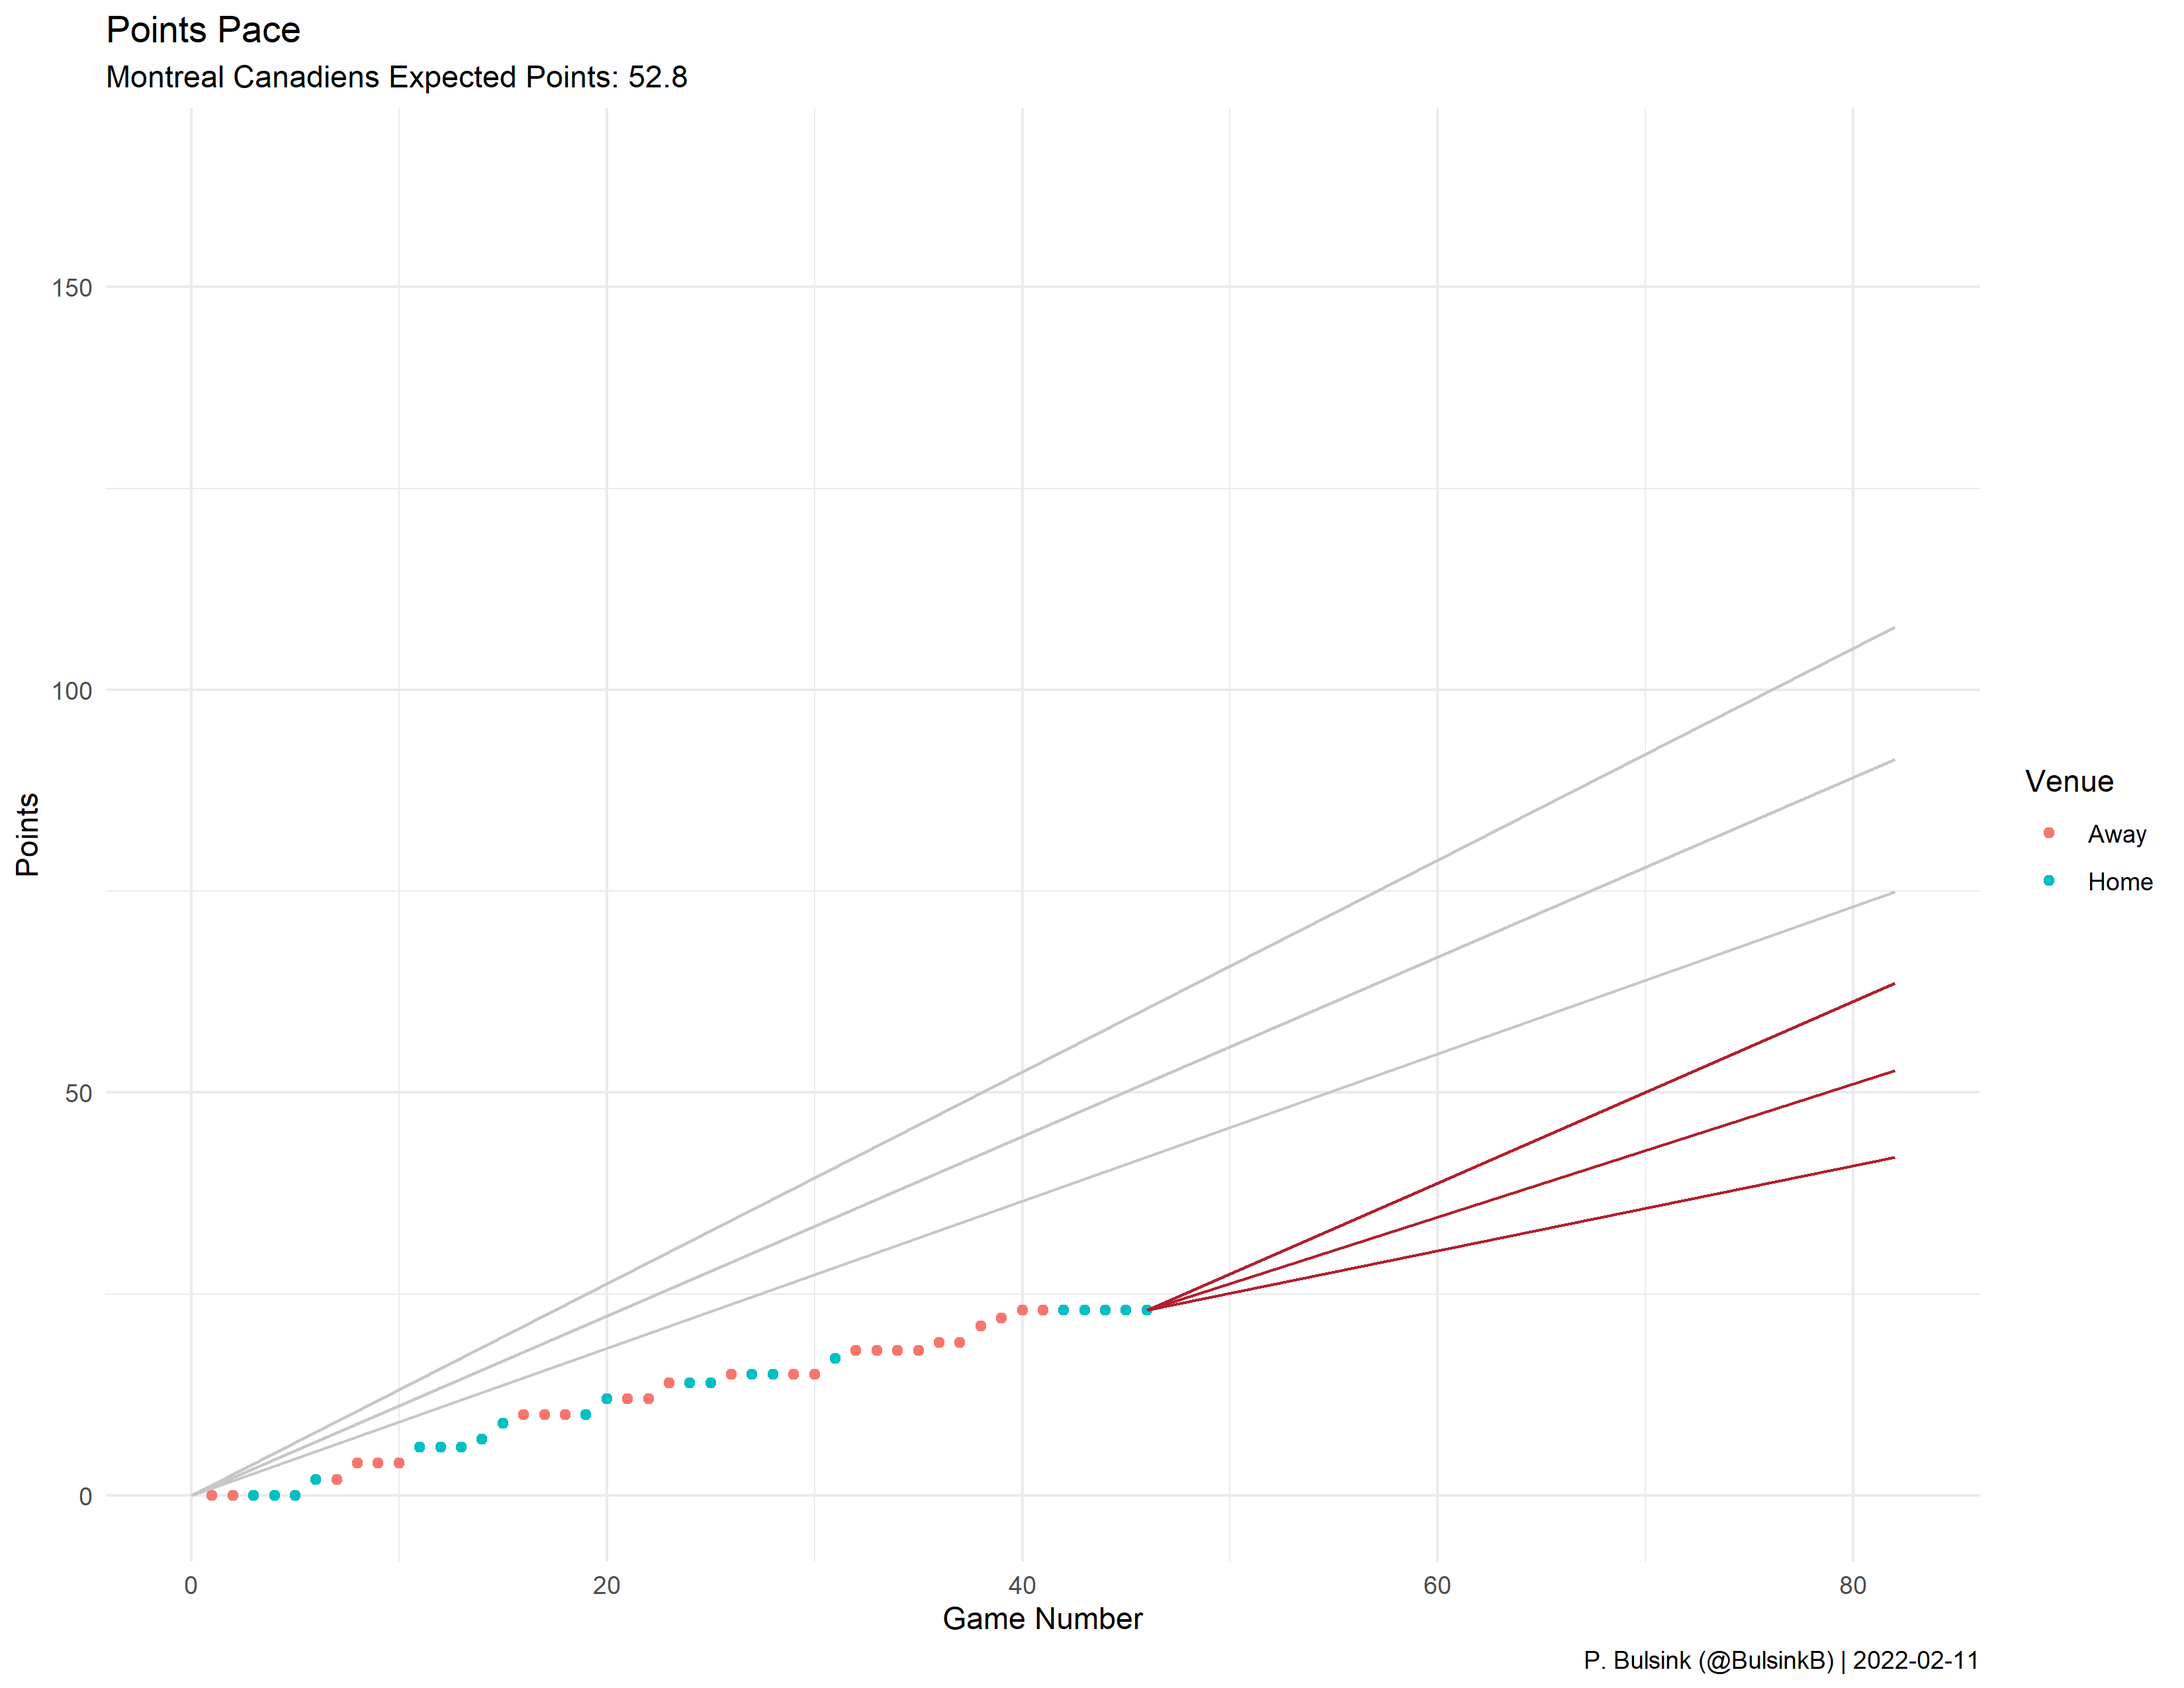 Points Pace
Montreal Canadiens Expected Points: 52.8
150
100
50
0
Points
0 20 40 60 80
Game Number
Venue
Away
Home
P. Bulsink (@BulsinkB) | 2022-02-11